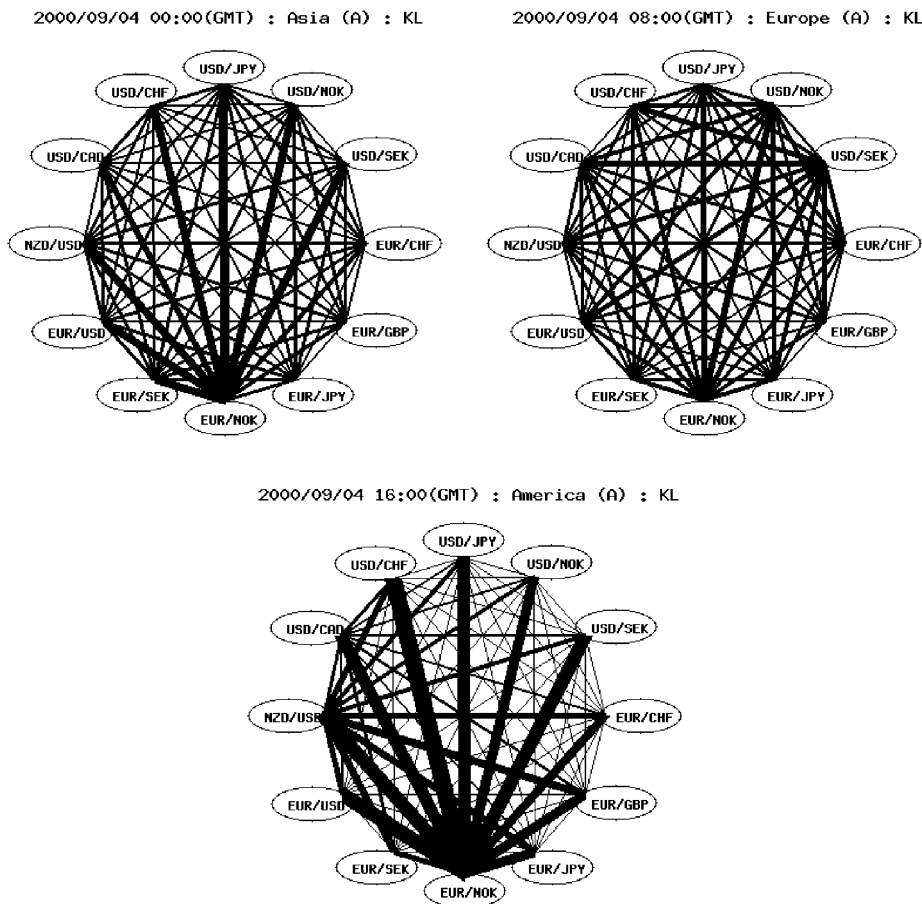 2000/09/04 00:00(GMT) : Asia (A) : KL
USD/JPY
USD/CHF
USD/NOK
USD/CAD
USD/SEK
NZD/USD
EUR/CHF
EUR/USD
EUR/GBP
EUR/SEK
EUR/JPY
EUR/NOK
2000/09/04 08:00(GMT) : Europe (A) : KL
USD/JPY
USD/CHF
USD/NOK
USD/CAD
USD/SEK
NZD/USD
EUR/CHF
EUR/USD
EUR/GBP
EUR/SEK
EUR/JPY
EUR/NOK
2000/09/04 16:00(GMT) : America (A) : KL
USD/JPY
USD/CHF
USD/NOK
USD/CAD
USD/SEK
NZD/USD
EUR/CHF
EUR/USD
EUR/GBP
EUR/SEK
EUR/JPY
EUR/NOK